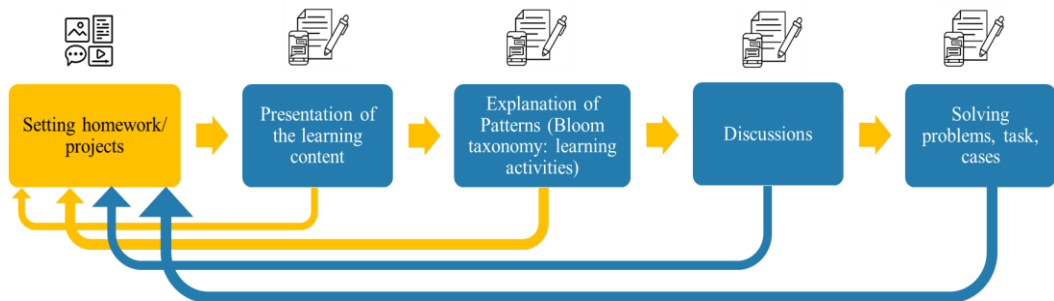 Setting homework/
projects
Presentation of
the learning
content
Explanation of
Patterns (Bloom
taxonomy: learning
activities)
Discussions
Solving
problems, task,
cases